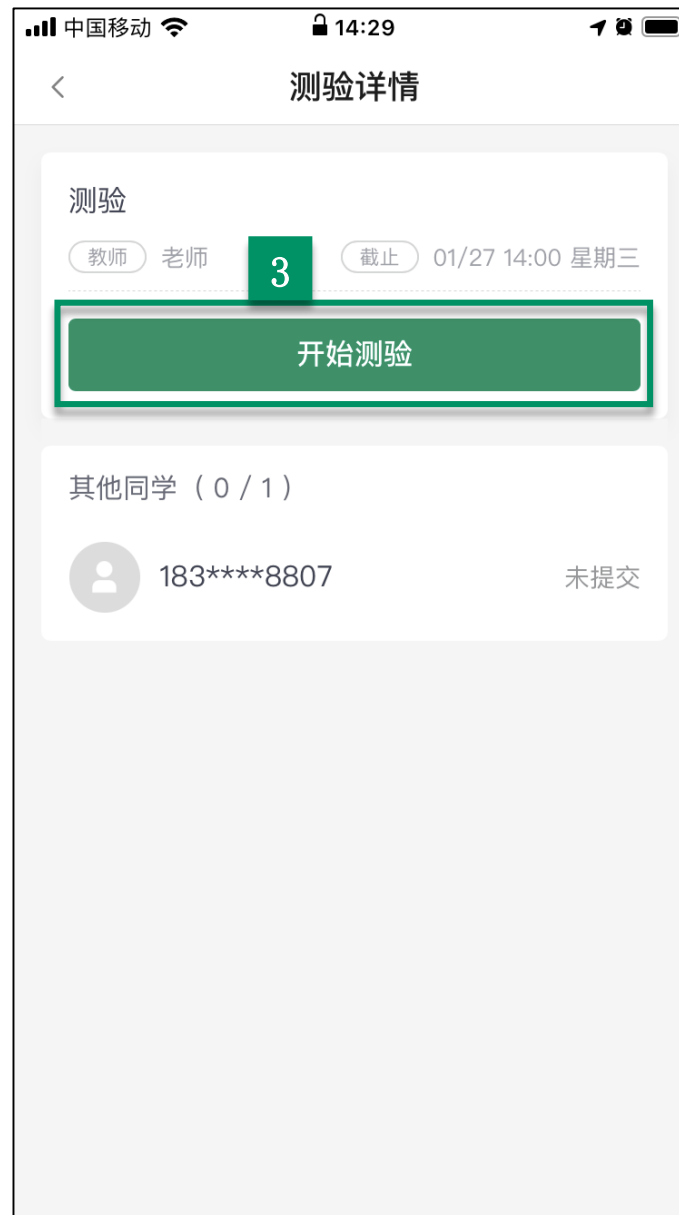 中国移动 14:29
测验详情
测验
教师 老师 3 截止 01/27 14:00 星期三
开始测验
其他同学（0 / 1）
183****8807 未提交